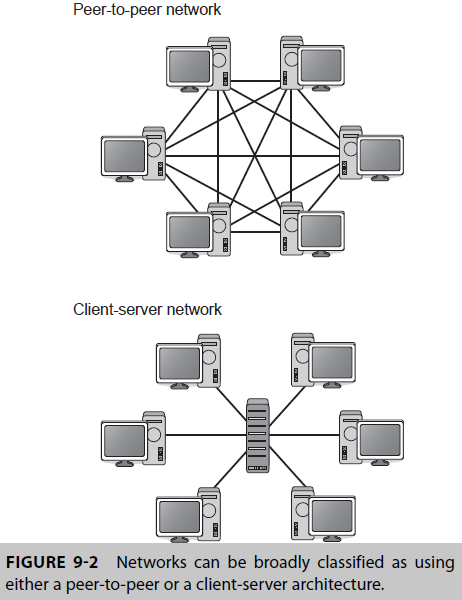 Peer-to-peer network
Client-server network
FIGURE 9-2 Networks can be broadly classified as using
either a peer-to-peer or a client-server architecture.